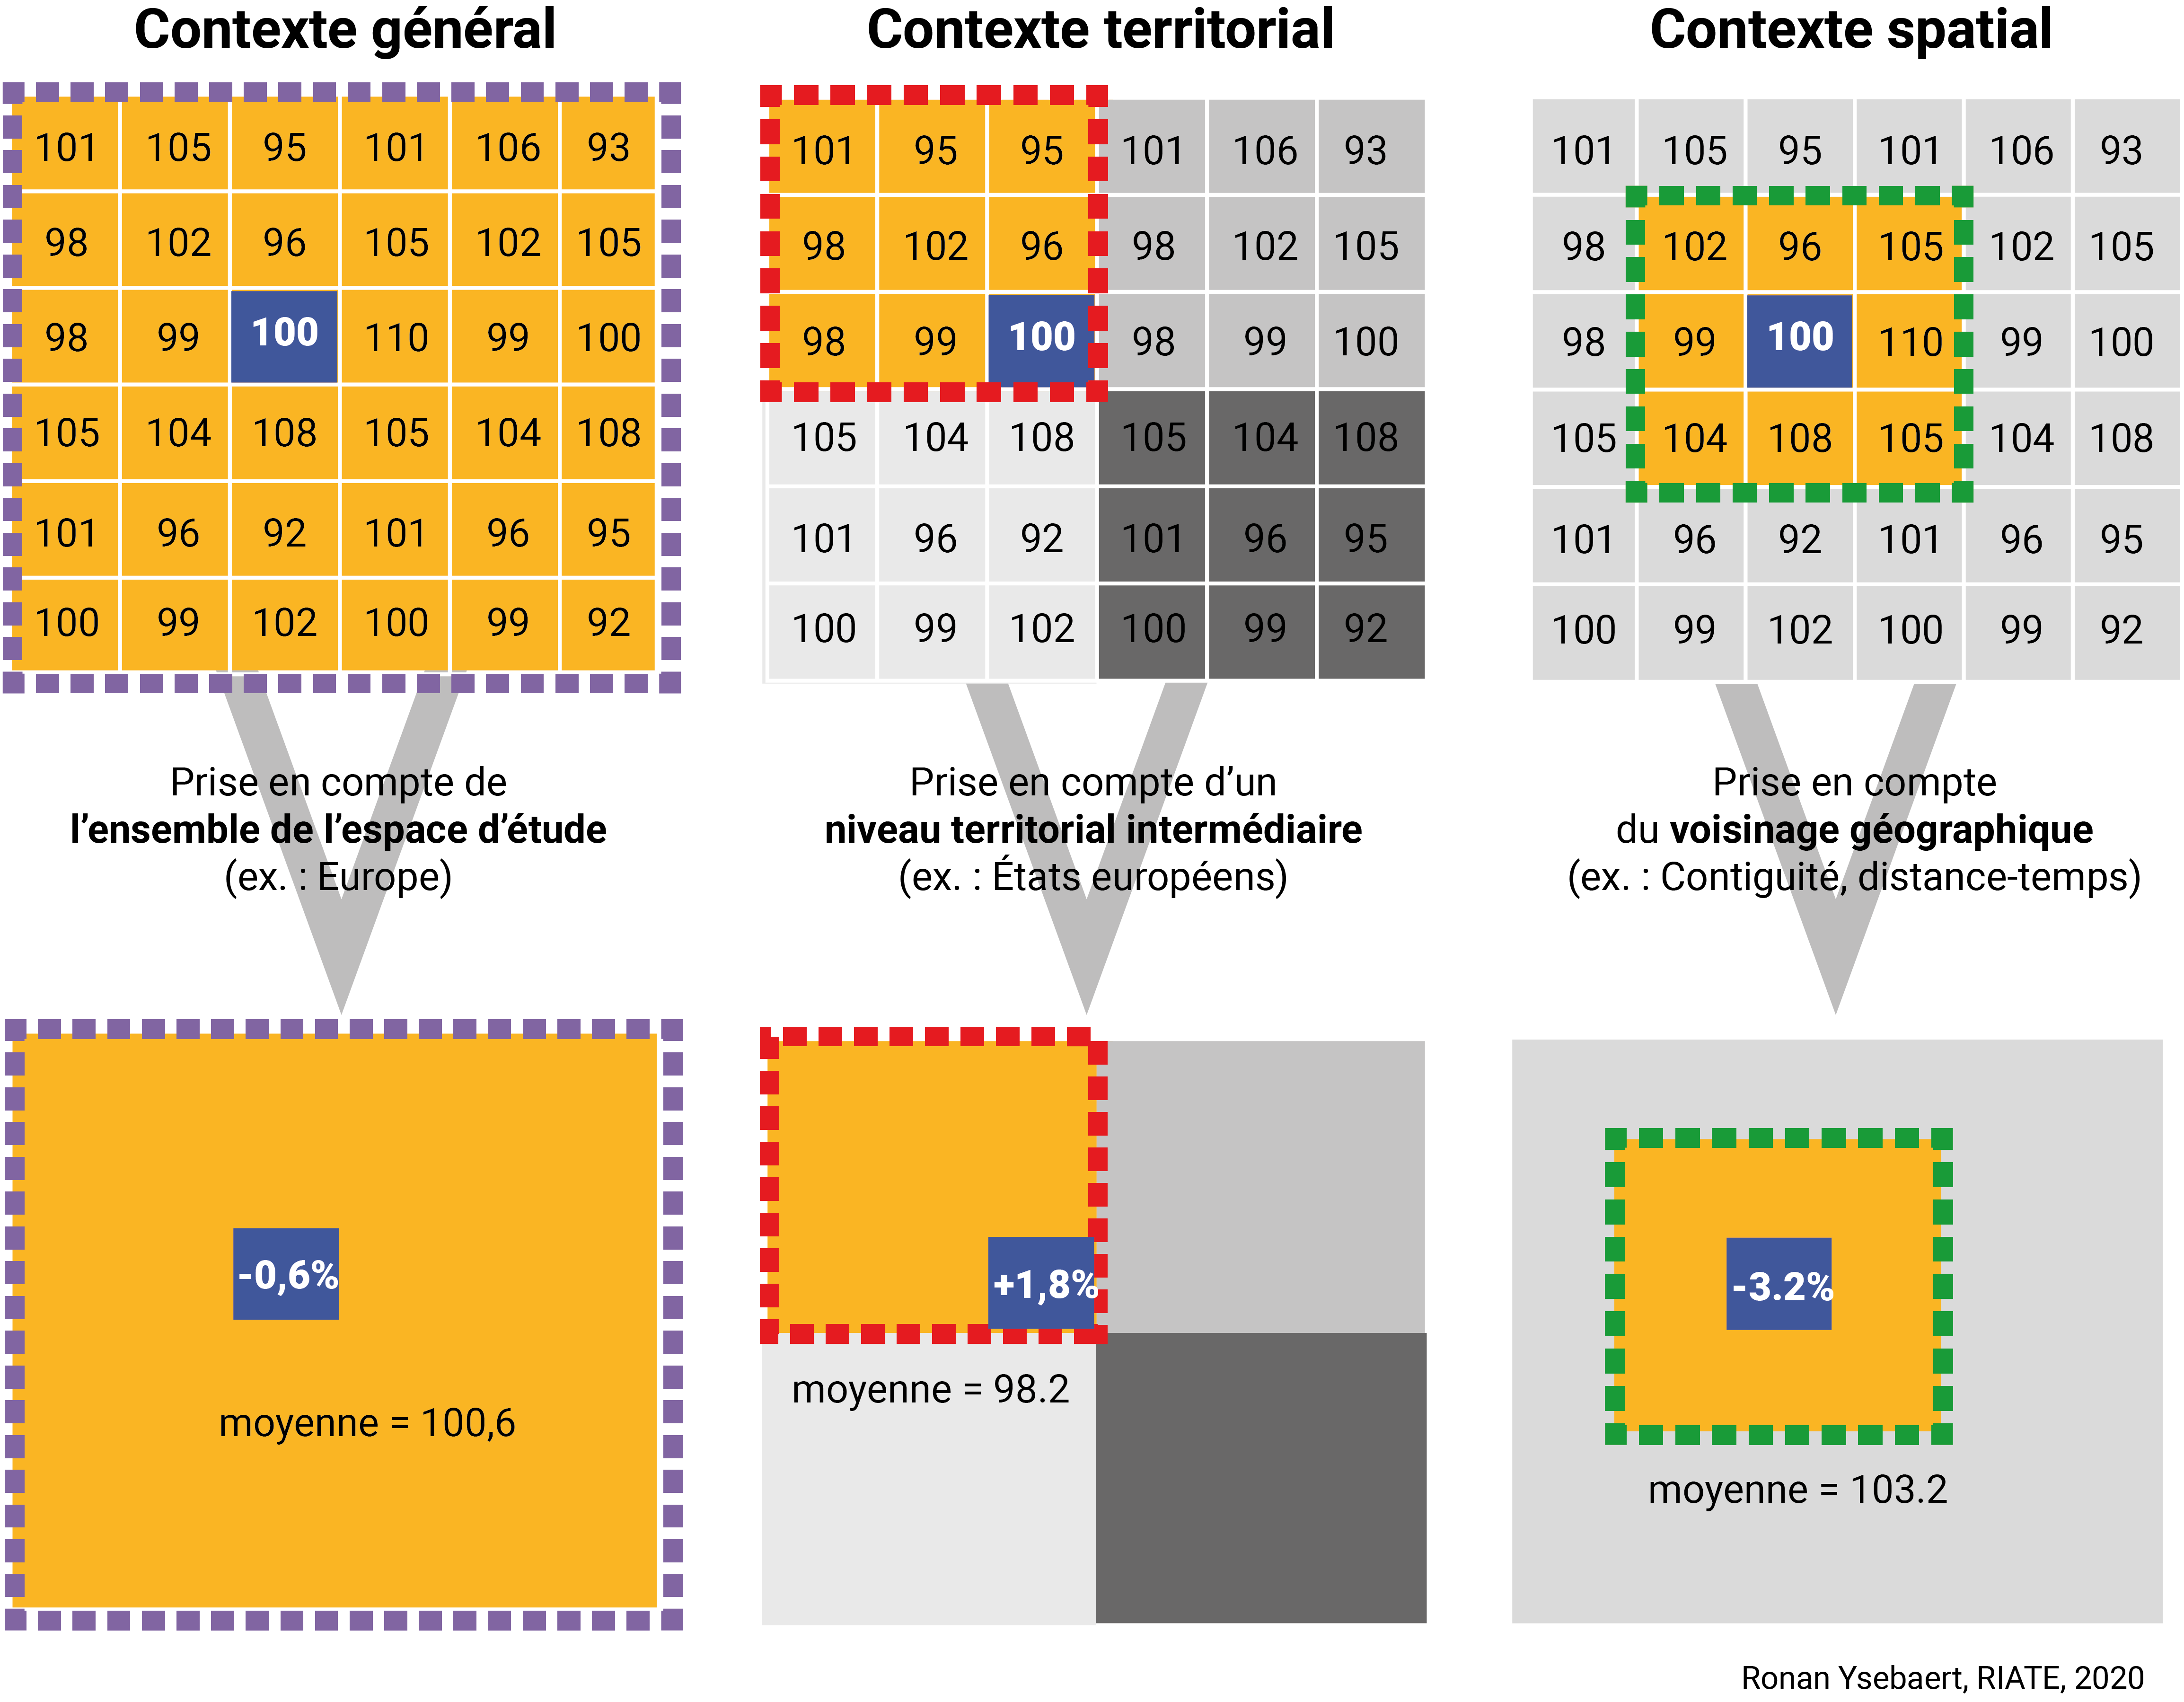 Contexte général
101 105 95 101 106 93
98 102 96 105 102 105
98 99 100 110 99 100
105 104 108 105 104 108
101 96 92 101 96 95
100 99 102 100 99 92
Prise en compte de
l’ensemble de l’espace d’étude
(ex. : Europe)
-0,6%
moyenne = 100,6
Contexte territorial
101 95 95 101 106 93
98 102 96 98 102 105
98 99 100 98 99 100
105 104 108 105 104 108
101 96 92 101 96 95
100 99 102 100 99 92
Prise en compte d’un
niveau territorial intermédiaire
(ex. : États européens)
+1,8%
moyenne = 98.2
Contexte spatial
101 105 95 101 106 93
98 102 96 105 102 105
98 99 100 110 99 100
105 104 108 105 104 108
101 96 92 101 96 95
100 99 102 100 99 92
Prise en compte
du voisinage géographique
(ex. : Contiguité, distance-temps)
-3.2%
moyenne = 103.2
Ronan Ysebaert, RIATE, 2020